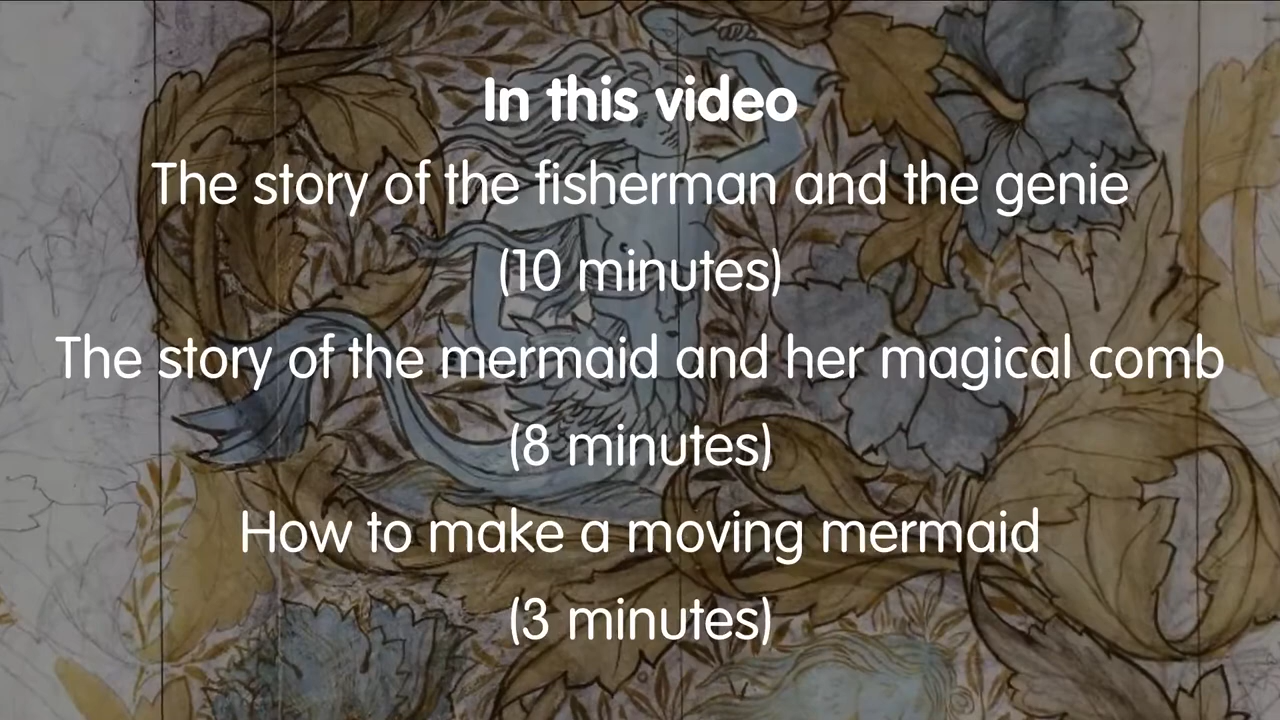 In this video
The story of the fisherman and the genie
(10 minutes)
The story of the mermaid and her magical comb
(8 minutes)
How to make a moving mermaid
(3 minutes)